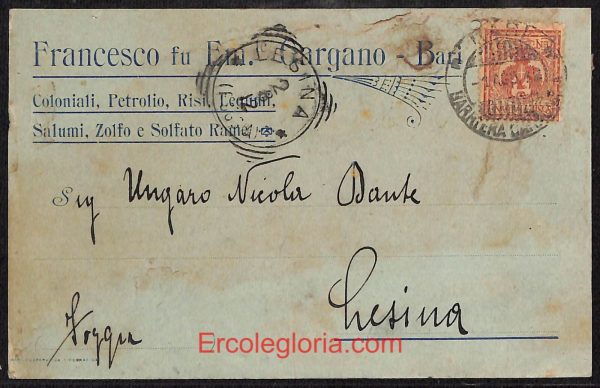 Francesco fu Em. Gargano - Bari
Coloniali, Petrolio, Risi, Legumi,
Salumi, Zolfo e Solfato Rame,
LESINA
Sig Ungaro Nicola Dante
Lesina
Foggia
Ercolegloria.com